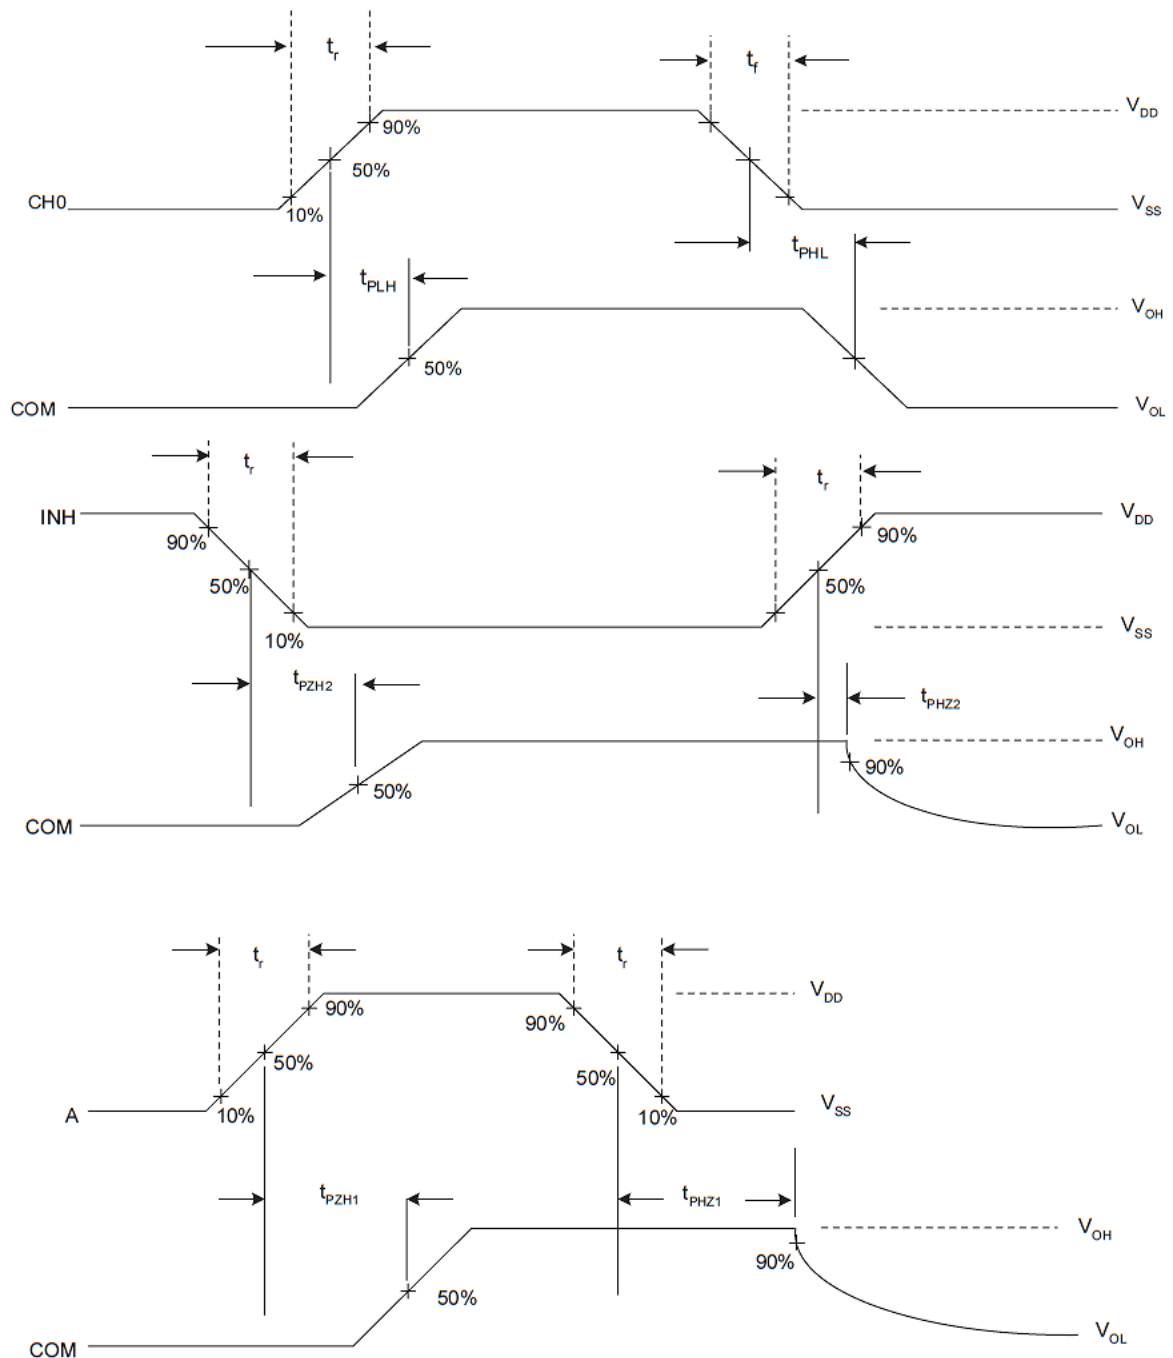 tr
tf
VDD
90%
50%
CH0
10%
VSS
tPHL
tPLH
VOH
50%
COM
VOL
tr
tr
INH
VDD
90%
90%
50%
50%
10%
VSS
tPZH2
tPHZ2
VOH
90%
50%
COM
VOL
tr
tr
VDD
90%
90%
50%
50%
A
10%
10%
VSS
tPZH1
tPHZ1
VOH
90%
50%
COM
VOL